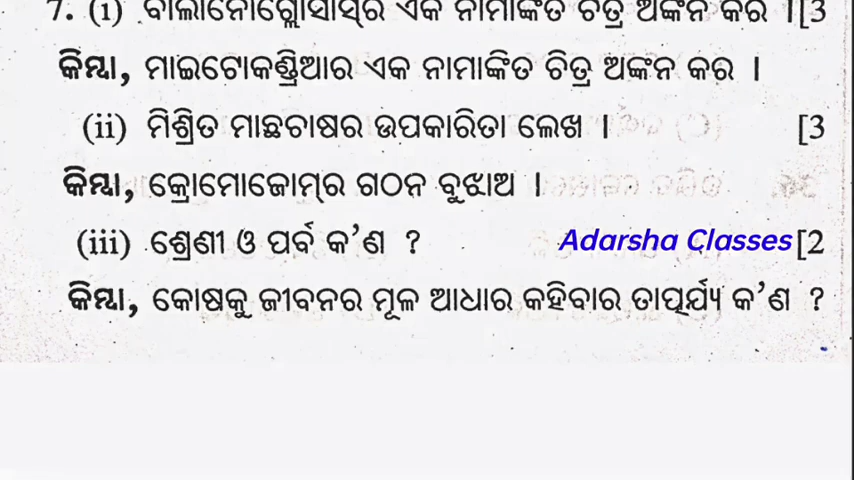 7. (i) ବାଲାନୋଗ୍ଲୋସାସ୍‌ର ଏକ ନାମାଙ୍କିତ ଚିତ୍ର ଅଙ୍କନ କର ।[3
କିମ୍ବା, ମାଇଟୋକଣ୍ଡ୍ରିଆର ଏକ ନାମାଙ୍କିତ ଚିତ୍ର ଅଙ୍କନ କର ।
(ii) ମିଶ୍ରିତ ମାଛଚାଷର ଉପକାରିତା ଲେଖ । [3
କିମ୍ବା, କ୍ରୋମୋଜୋମ୍‌ର ଗଠନ ବୁଝାଅ ।
(iii) ଶ୍ରେଣୀ ଓ ପର୍ବ କ’ଣ ? Adarsha Classes [2
କିମ୍ବା, କୋଷକୁ ଜୀବନର ମୂଳ ଆଧାର କହିବାର ତାତ୍ପର୍ଯ୍ୟ କ’ଣ ?